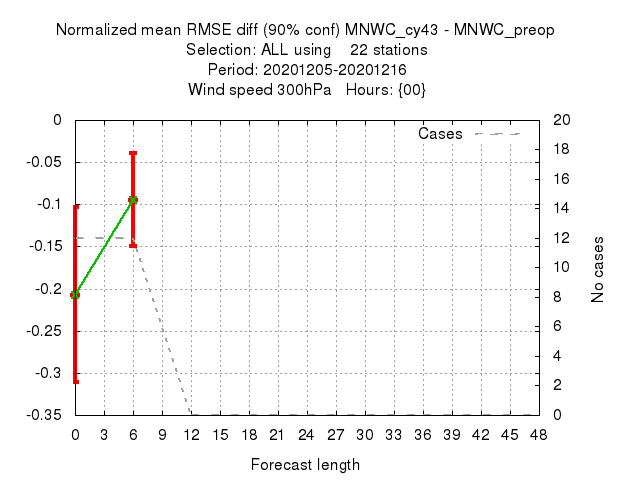 Normalized mean RMSE diff (90% conf) MNWC_cy43 - MNWC_preop
Selection: ALL using    22 stations
Period: 20201205-20201216
Wind speed 300hPa   Hours: {00}
Cases
0
-0.05
-0.1
-0.15
-0.2
-0.25
-0.3
-0.35
20
18
16
14
12
10
8
6
4
2
0
No cases
0 3 6 9 12 15 18 21 24 27 30 33 36 39 42 45 48
Forecast length